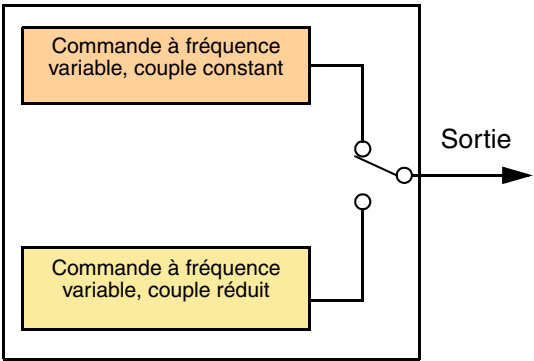 Commande à fréquence
variable, couple constant
Sortie
Commande à fréquence
variable, couple réduit